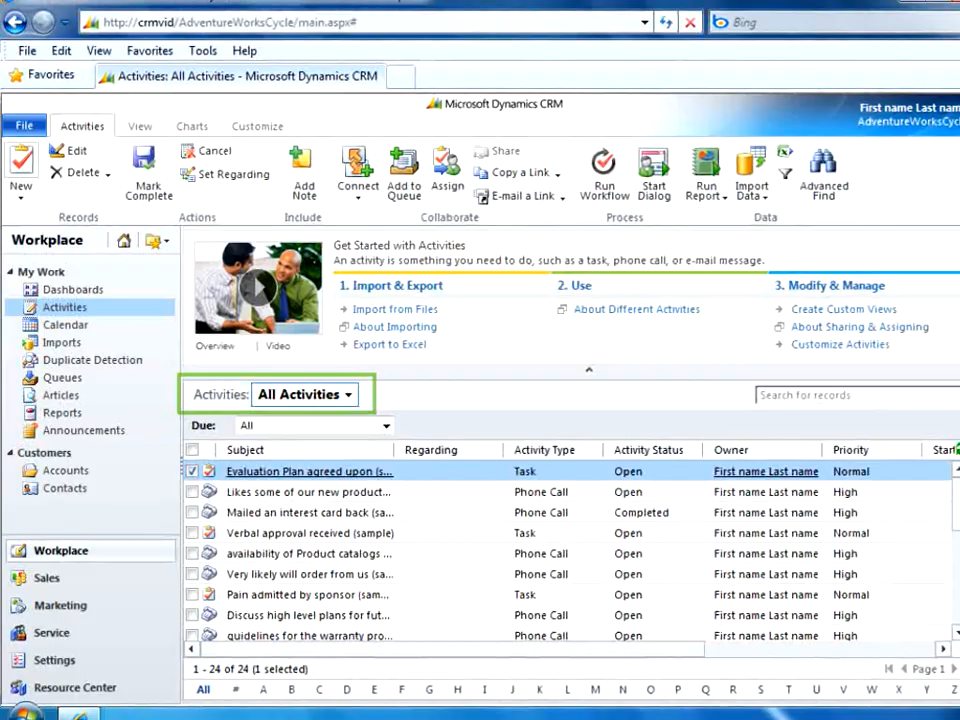 http://crmvid/AdventureWorksCycle/main.aspx#
Bing
File Edit View Favorites Tools Help
Favorites
Activities: All Activities - Microsoft Dynamics CRM
Microsoft Dynamics CRM
First name Last nam
AdventureWorksCyc
File Activities View Charts Customize
New
Edit
Delete
Mark Complete
Cancel
Set Regarding
Add Note
Connect
Add to Queue
Assign
Share
Copy a Link
E-mail a Link
Run Workflow
Start Dialog
Run Report
Import Data
Advanced Find
Records Actions Include Collaborate Process Data
Workplace
My Work
Dashboards
Activities
Calendar
Imports
Duplicate Detection
Queues
Articles
Reports
Announcements
Customers
Accounts
Contacts
Workplace
Sales
Marketing
Service
Settings
Resource Center
Overview | Video
Get Started with Activities
An activity is something you need to do, such as a task, phone call, or e-mail message.
1. Import & Export
Import from Files
About Importing
Export to Excel
2. Use
About Different Activities
3. Modify & Manage
Create Custom Views
About Sharing & Assigning
Customize Activities
Activities: All Activities
Search for records
Due: All
Subject Regarding Activity Type Activity Status Owner Priority Start
Evaluation Plan agreed upon (s... Task Open First name Last name Normal
Likes some of our new product... Phone Call Open First name Last name High
Mailed an interest card back (sa... Phone Call Completed First name Last name High
Verbal approval received (sample) Task Open First name Last name Normal
availability of Product catalogs ... Phone Call Open First name Last name High
Very likely will order from us (sa... Phone Call Open First name Last name High
Pain admitted by sponsor (sam... Task Open First name Last name Normal
Discuss high level plans for fut... Phone Call Open First name Last name High
guidelines for the warranty pro... Phone Call Open First name Last name High
1 - 24 of 24 (1 selected)
Page 1
All # A B C D E F G H I J K L M N O P Q R S T U V W X Y Z